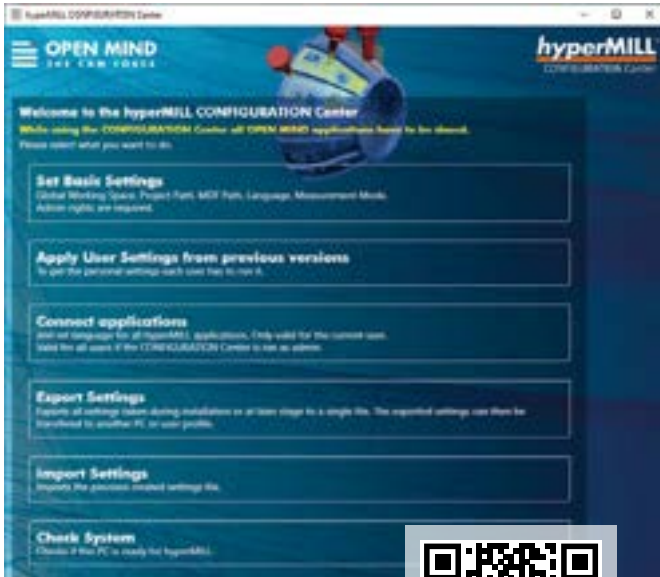 hyperMILL CONFIGURATION Center
OPEN MIND
THE CAM FORCE
hyperMILL
CONFIGURATION Center
Welcome to the hyperMILL CONFIGURATION Center
While using the CONFIGURATION Center all OPEN MIND applications have to be closed.
Please select what you want to do.
Set Basic Settings
Global Working Space, Project Path, MDF Path, Language, Measurement Mode.
Admin rights are required.
Apply User Settings from previous versions
To get the personal settings each user has to run it.
Connect applications
and set language for all hyperMILL applications. Only valid for the current user.
Valid for all users if the CONFIGURATION Center is run as admin.
Export Settings
Exports all settings taken during installation or at later stage to a single file. The exported settings can then be
transferred to another PC or user profile.
Import Settings
Imports the previous created settings file.
Check System
Checks if this PC is ready for hyperMILL.